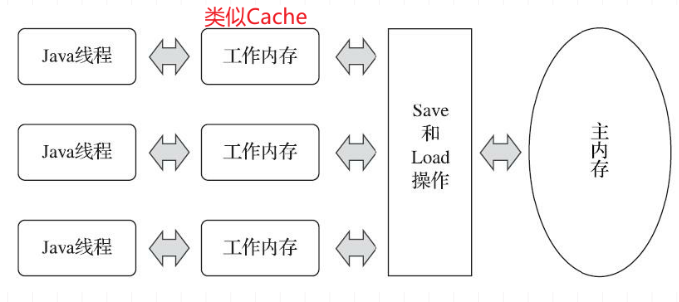 类似Cache
Java线程
工作内存
Java线程
工作内存
Java线程
工作内存
Save
和
Load
操作
主
内
存